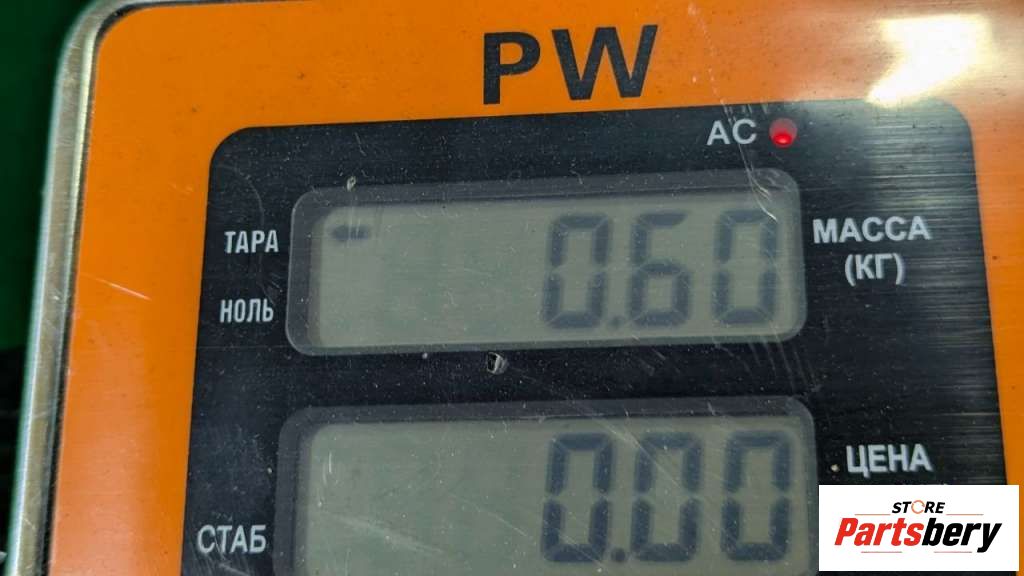 PW
AC
ТАРА
0.60
МАССА
(КГ)
НОЛЬ
0.00
ЦЕНА
СТАБ
STORE
Partsbery